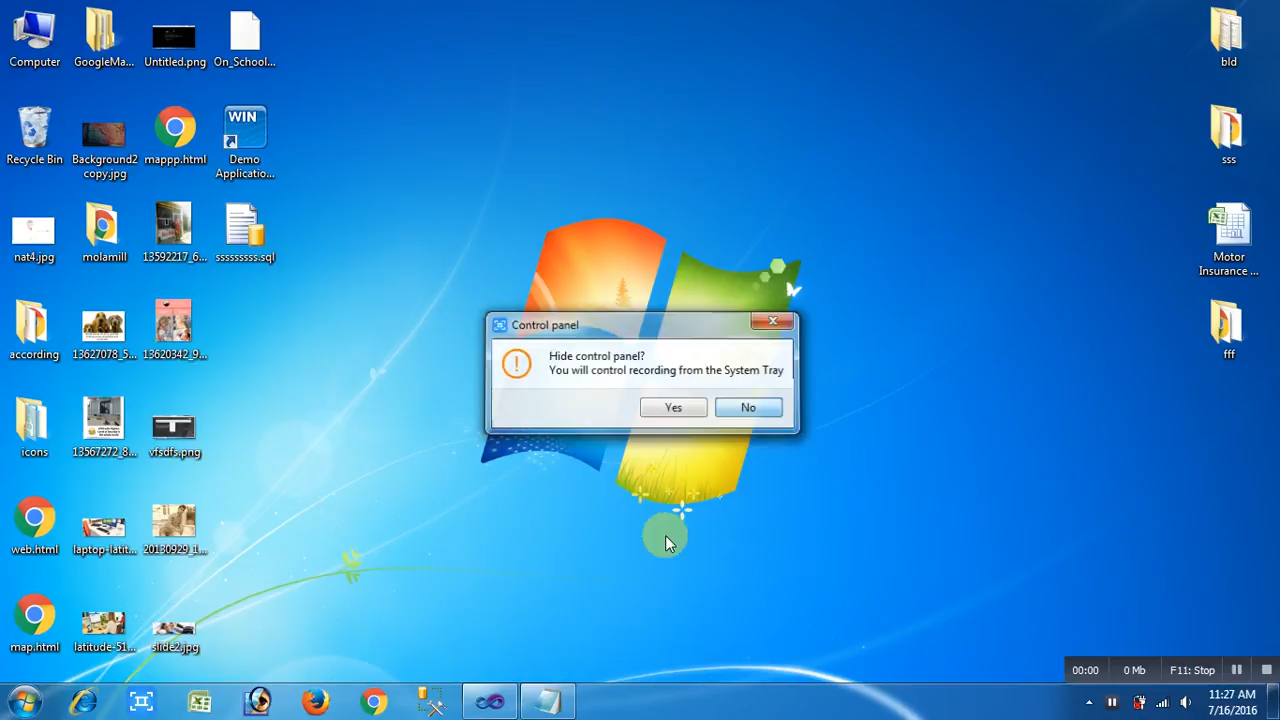 Computer
GoogleMa...
Untitled.png
On_School...
bld
Recycle Bin
Background2
copy.jpg
mappp.html
WIN
Demo
Applicatio...
sss
nat4.jpg
molamill
13592217_6...
sssssssss.sql
Motor
Insurance ...
Control panel
Hide control panel?
You will control recording from the System Tray
Yes
No
according
13627078_5...
13620342_9...
fff
icons
13567272_8...
vfsdfs.png
web.html
laptop-latit...
20130929_1...
map.html
latitude-51...
slide2.jpg
00:00
0 Mb
F11: Stop
11:27 AM
7/16/2016